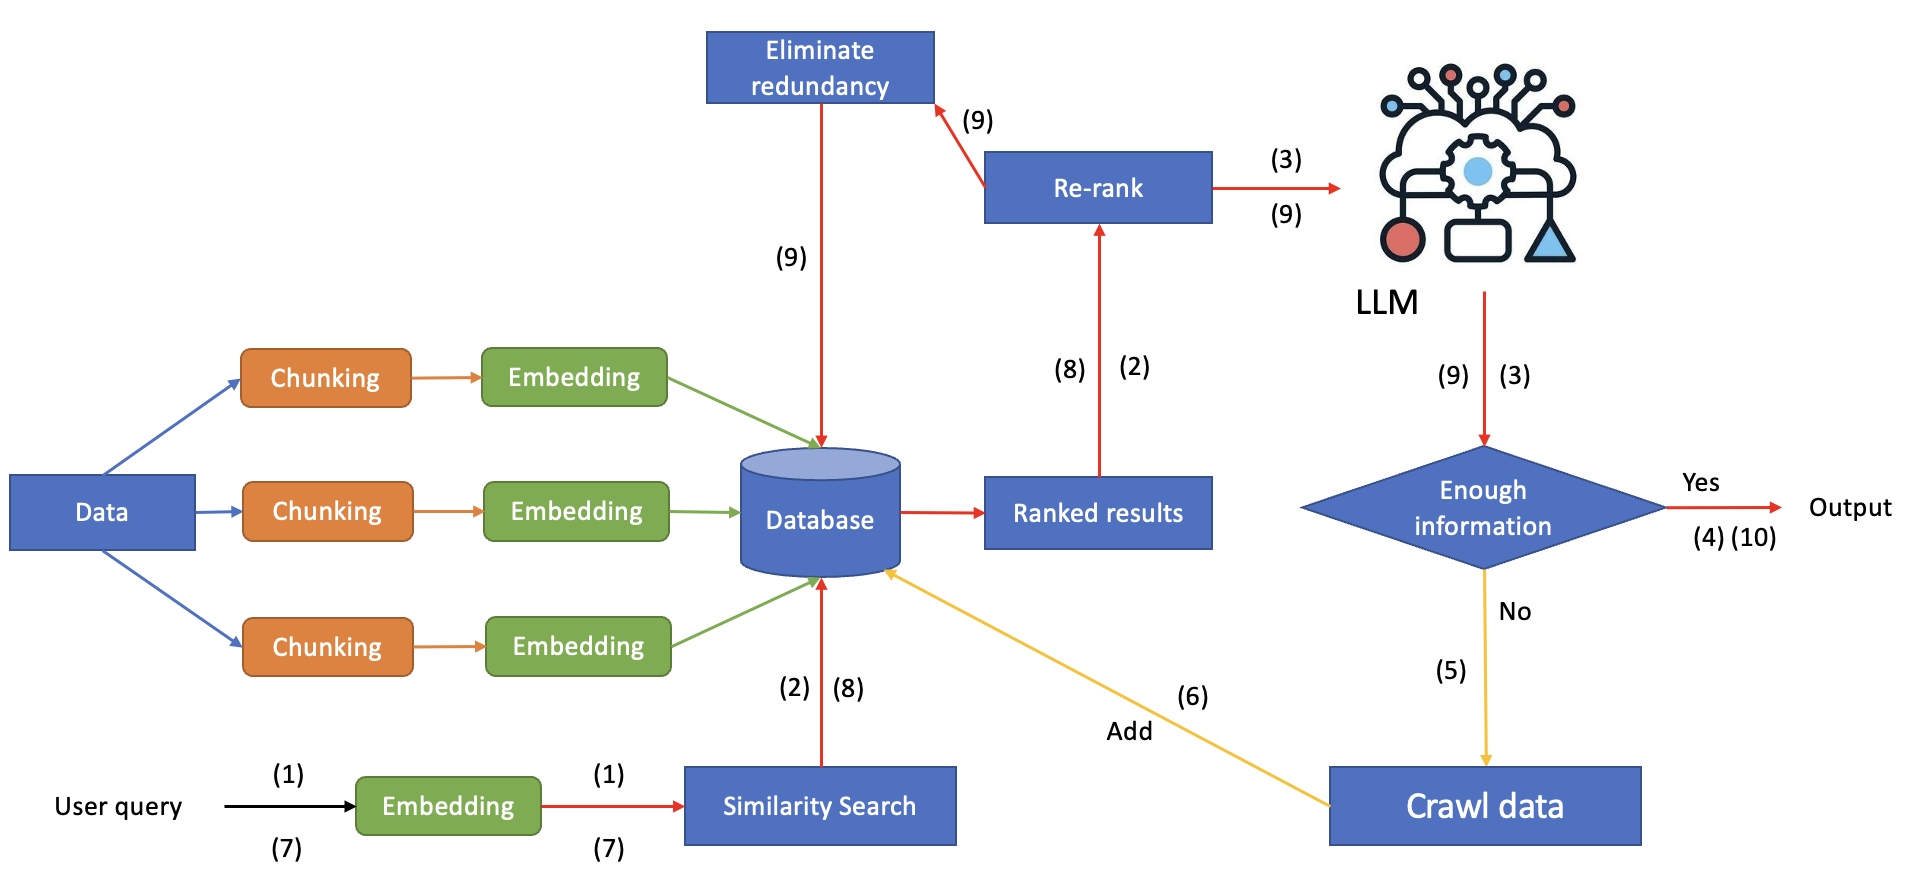 Eliminate
redundancy
(9)
Re-rank
(3)
(9)
(9)
LLM
(8)
(2)
(9)
(3)
Chunking
Embedding
Data
Chunking
Embedding
Database
Ranked results
Enough
information
Yes
(4) (10)
Output
Chunking
Embedding
No
(2)
(8)
(6)
Add
(5)
User query
(1)
(7)
Embedding
(1)
(7)
Similarity Search
Crawl data